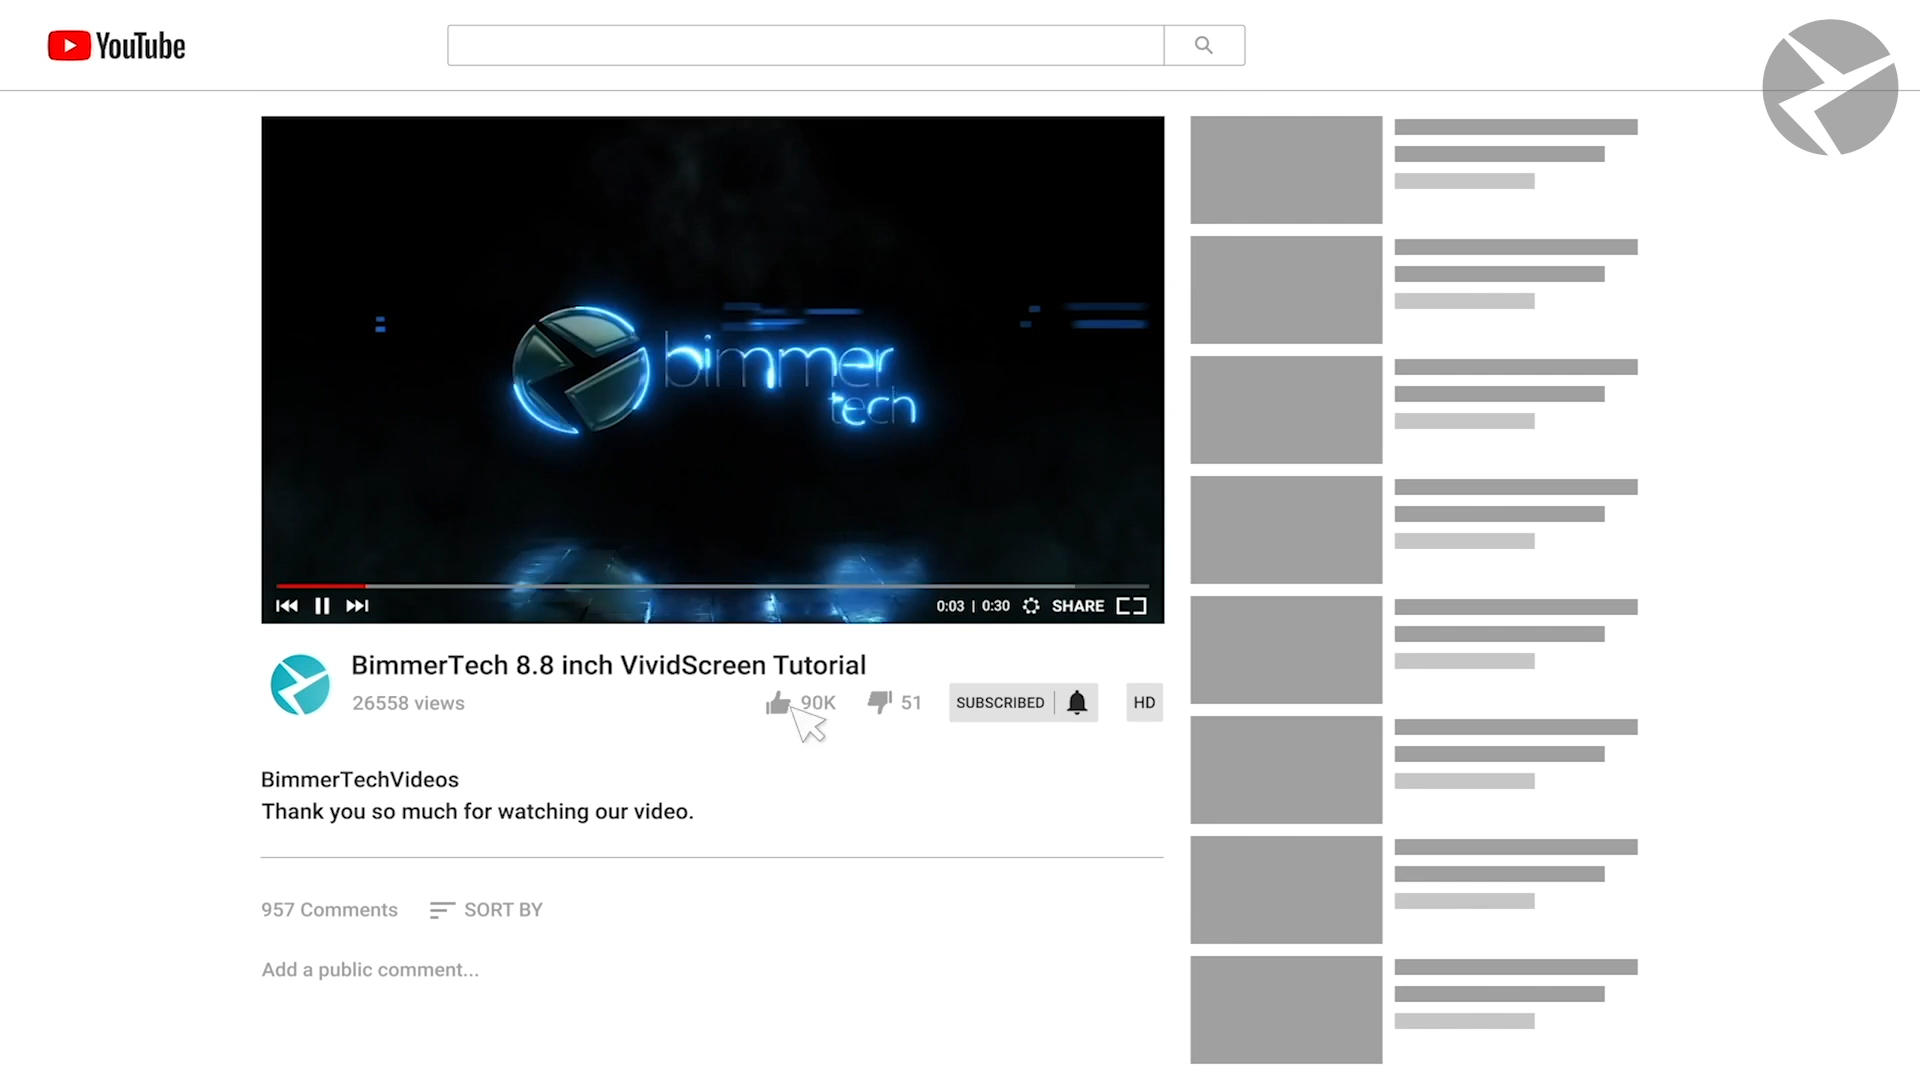 YouTube
bimmer
tech
0:03 | 0:30 SHARE
BimmerTech 8.8 inch VividScreen Tutorial
26558 views
90K 51 SUBSCRIBED HD
BimmerTechVideos
Thank you so much for watching our video.
957 Comments SORT BY
Add a public comment...